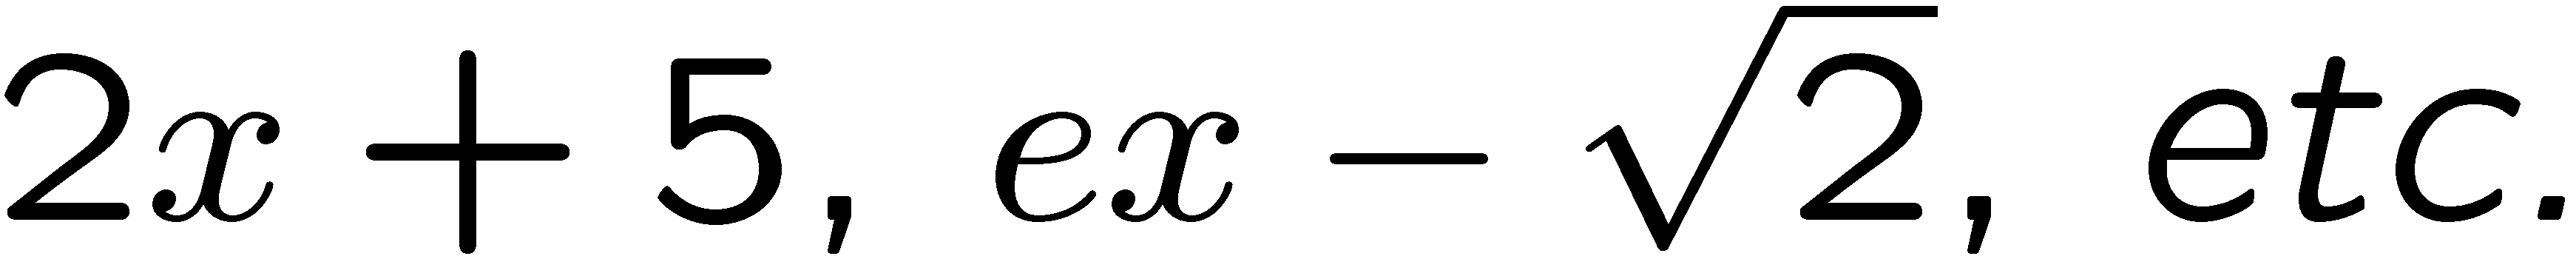 2x + 5, ex − √2, etc.